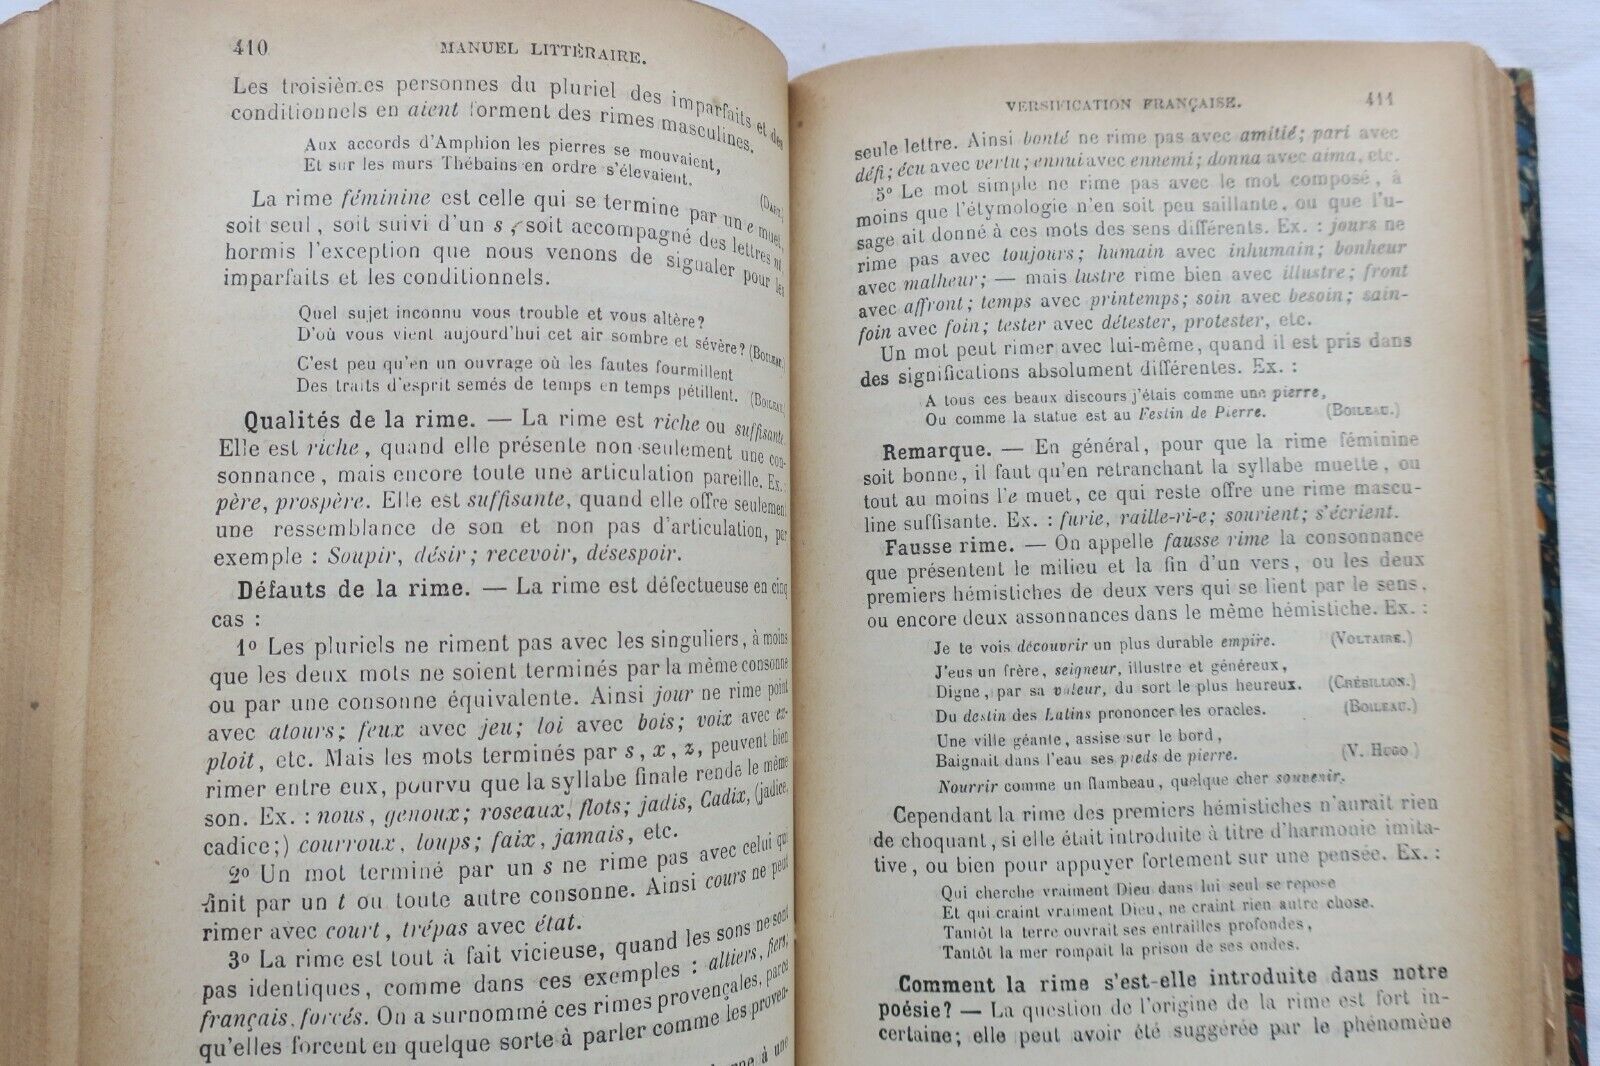 410 MANUEL LITTÉRAIRE.
Les troisièmes personnes du pluriel des imparfaits et des
conditionnels en aient forment des rimes masculines.
Aux accords d'Amphion les pierres se mouvaient,
Et sur les murs Thébains en ordre s'élevaient.
La rime féminine est celle qui se termine par un e muet,
soit seul, soit suivi d'un s, soit accompagné des lettres nt,
hormis l'exception que nous venons de signaler pour les
imparfaits et les conditionnels.
Quel sujet inconnu vous trouble et vous altère?
D'où vous vient aujourd'hui cet air sombre et sévère? (BOILEAU.)
C'est peu qu'en un ouvrage où les fautes fourmillent
Des traits d'esprit semés de temps en temps pétillent. (BOILEAU.)
Qualités de la rime. — La rime est riche ou suffisante.
Elle est riche, quand elle présente non-seulement une con-
sonnance, mais encore toute une articulation pareille. Ex.:
père, prospère. Elle est suffisante, quand elle offre seulement
une ressemblance de son et non pas d'articulation, par
exemple : Soupir, désir; recevoir, désespoir.
Défauts de la rime. — La rime est défectueuse en cinq
cas :
1º Les pluriels ne riment pas avec les singuliers, à moins
que les deux mots ne soient terminés par la même consonne
ou par une consonne équivalente. Ainsi jour ne rime point
avec atours; feux avec jeu; loi avec bois; voix avec ex-
ploit, etc. Mais les mots terminés par s, x, z, peuvent bien
rimer entre eux, pourvu que la syllabe finale rende le même
son. Ex. : nous, genoux; roseaux, flots; jadis, Cadix, (jadice,
cadice;) courroux, loups; faix, jamais, etc.
2º Un mot terminé par un s ne rime pas avec celui qui
finit par un t ou toute autre consonne. Ainsi cours ne peut
rimer avec court, trépas avec état.
3º La rime est tout à fait vicieuse, quand les sons ne sont
pas identiques, comme dans ces exemples : altiers, fiers;
français, forcés. On a surnommé ces rimes provençales, parce
qu'elles forcent en quelque sorte à parler comme les proven-
à une
VERSIFICATION FRANÇAISE. 411
seule lettre. Ainsi bonté ne rime pas avec amitié; pari avec
défi; écu avec vertu; ennui avec ennemi; donna avec aima, etc.
5º Le mot simple ne rime pas avec le mot composé, à
moins que l'étymologie n'en soit peu saillante, ou que l'u-
sage ait donné à ces mots des sens différents. Ex. : jours ne
rime pas avec toujours; humain avec inhumain; bonheur
avec malheur; — mais lustre rime bien avec illustre; front
avec affront; temps avec printemps; soin avec besoin; sain-
foin avec foin; tester avec détester, protester, etc.
Un mot peut rimer avec lui-même, quand il est pris dans
des significations absolument différentes. Ex. :
A tous ces beaux discours j'étais comme une pierre,
Ou comme la statue est au Festin de Pierre. (BOILEAU.)
Remarque. — En général, pour que la rime féminine
soit bonne, il faut qu'en retranchant la syllabe muette, ou
tout au moins l'e muet, ce qui reste offre une rime mascu-
line suffisante. Ex. : furie, raille-ri-e; sourient; s'écrient.
Fausse rime. — On appelle fausse rime la consonnance
que présentent le milieu et la fin d'un vers, ou les deux
premiers hémistiches de deux vers qui se lient par le sens,
ou encore deux assonnances dans le même hémistiche. Ex. :
Je te vois découvrir un plus durable empire. (VOLTAIRE.)
J'eus un frère, seigneur, illustre et généreux,
Digne, par sa valeur, du sort le plus heureux. (CRÉBILLON.)
Du destin des Latins prononcer les oracles. (BOILEAU.)
Une ville géante, assise sur le bord,
Baignait dans l'eau ses pieds de pierre. (V. HUGO.)
Nourrir comme un flambeau, quelque cher souvenir.
Cependant la rime des premiers hémistiches n'aurait rien
de choquant, si elle était introduite à titre d'harmonie imita-
tive, ou bien pour appuyer fortement sur une pensée. Ex. :
Qui cherche vraiment Dieu dans lui seul se repose
Et qui craint vraiment Dieu, ne craint rien autre chose.
Tantôt la terre ouvrait ses entrailles profondes,
Tantôt la mer rompait la prison de ses ondes.
Comment la rime s'est-elle introduite dans notre
poésie? — La question de l'origine de la rime est fort in-
certaine; elle peut avoir été suggérée par le phénomène